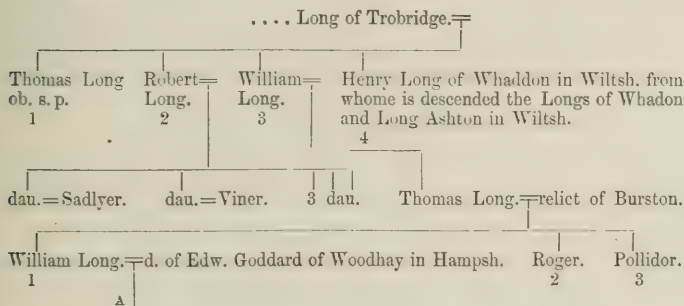 .... Long of Trobridge.=
Thomas Long Robert= William= Henry Long of Whaddon in Wiltsh. from
ob. s. p. Long. Long. whome is descended the Longs of Whadon
1 2 3 and Long Ashton in Wiltsh.
4
dau.=Sadlyer. dau.=Viner. 3 dau. Thomas Long.=relict of Burston.
William Long.=d. of Edw. Goddard of Woodhay in Hampsh. Roger. Pollidor.
1 2 3
A